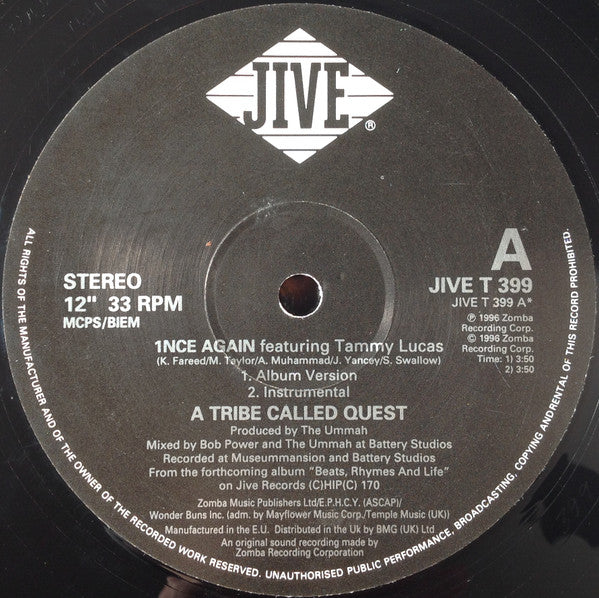 JIVE ®
STEREO
12" 33 RPM
MCPS/BIEM
A
JIVE T 399
JIVE T 399 A*
℗ 1996 Zomba
Recording Corp.
© 1996 Zomba
Recording Corp.
Time: 1) 3:50
2) 3:50
1NCE AGAIN featuring Tammy Lucas
(K. Fareed/M. Taylor/A. Muhammad/J. Yancey/S. Swallow)
1. Album Version
2. Instrumental
A TRIBE CALLED QUEST
Produced by The Ummah
Mixed by Bob Power and The Ummah at Battery Studios
Recorded at Museummansion and Battery Studios
From the forthcoming album "Beats, Rhymes And Life"
on Jive Records (C)HIP(C) 170
Zomba Music Publishers Ltd/E.P.H.C.Y. (ASCAP)/
Wonder Buns Inc. (adm. by Mayflower Music Corp./Temple Music (UK))
Manufactured in the E.U. Distributed in the Uk by BMG (UK) Ltd
An original sound recording made by
Zomba Recording Corporation
ALL RIGHTS OF THE MANUFACTURER AND OF THE OWNER OF THE RECORDED WORK RESERVED. UNAUTHORISED PUBLIC PERFORMANCE, BROADCASTING, COPYING AND RENTAL OF THIS RECORD PROHIBITED.